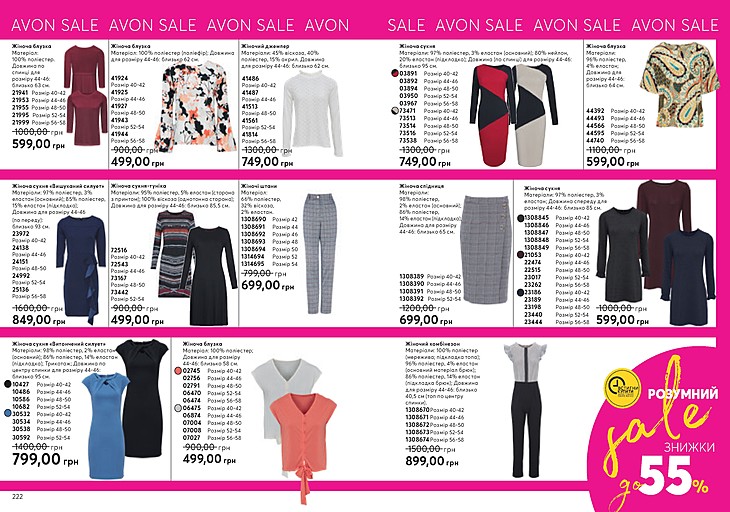 AVON SALE AVON SALE AVON SALE AVON
SALE AVON SALE AVON SALE AVON SALE
Жіноча блузка
Матеріал:
100% поліестер.
Довжина по
спинці для
розміру 44-46:
близько 63 см.
21941 Розмір 40-42
21953 Розмір 44-46
21955 Розмір 48-50
21995 Розмір 52-54
21999 Розмір 56-58
1000,00 грн
599,00 грн
Жіноча блузка
Матеріал: 100% поліестер (поліефір); Довжина
для розміру 44-46: близько 62 см.
41924
Розмір 40-42
41925
Розмір 44-46
41927
Розмір 48-50
41943
Розмір 52-54
41944
Розмір 56-58
900,00 грн
499,00 грн
Жіночий джемпер
Матеріал: 45% віскоза, 40%
поліестер, 15% акрил. Довжина
для розміру 44-46: близько 62 см.
41486
Розмір 40-42
41487
Розмір 44-46
41513
Розмір 48-50
41561
Розмір 52-54
41814
Розмір 56-58
1300,00 грн
749,00 грн
Жіноча сукня
Матеріали: 97% поліестер, 3% еластан (основний); 80% нейлон,
20% еластан (підкладка); Довжина (по спинці) для розміру 44-46:
близько 95 см.
03891 Розмір 40-42
03892 Розмір 44-46
03894 Розмір 48-50
03950 Розмір 52-54
03967 Розмір 56-58
73471 Розмір 40-42
73513 Розмір 44-46
73514 Розмір 48-50
73516 Розмір 52-54
73538 Розмір 56-58
1300,00 грн
749,00 грн
Жіноча блузка
Матеріал:
96% поліестер,
4% еластан;
Довжина для
розміру 44-46:
близько 64 см.
44392 Розмір 40-42
44493 Розмір 44-46
44566 Розмір 48-50
44595 Розмір 52-54
44740 Розмір 56-58
1100,00 грн
599,00 грн
Жіноча сукня «Вишуканий силует»
Матеріали: 97% поліестер, 3%
еластан (основний); 85% поліестер,
15% еластан (підкладка);
Довжина для розміру 44-46
(по переду):
близько 93 см.
23972
Розмір 40-42
24138
Розмір 44-46
24151
Розмір 48-50
24992
Розмір 52-54
25136
Розмір 56-58
1600,00 грн
849,00 грн
Жіноча сукня-туніка
Матеріали: 95% поліестер, 5% еластан (сторона
з принтом); 100% віскоза (однотонна сторона);
Довжина для розміру 44-46: близько 85,5 см.
72516
Розмір 40-42
72543
Розмір 44-46
73167
Розмір 48-50
73442
Розмір 52-54
900,00 грн
499,00 грн
Жіночі штани
Матеріал:
66% поліестер,
32% віскоза,
2% еластан.
1308690 Розмір 42
1308691 Розмір 44
1308692 Розмір 46
1308693 Розмір 48
1308694 Розмір 50
1314694 Розмір 52
1314695 Розмір 54
799,00 грн
699,00 грн
Жіноча спідниця
Матеріали:
98% поліестер,
2% еластан (основний);
86% поліестер,
14% еластан (підкладка);
Довжина для розміру
44-46: близько 65 см.
1308389 Розмір 40-42
1308390 Розмір 44-46
1308391 Розмір 48-50
1308392 Розмір 52-54
1200,00 грн
699,00 грн
Жіноча сукня
Матеріали: 97% поліестер, 3%
еластан; Довжина спереду для
розміру 44-46: близько 95 см.
1308845 Розмір 40-42
1308846 Розмір 44-46
1308847 Розмір 48-50
1308848 Розмір 52-54
1308849 Розмір 56-58
21053 Розмір 40-42
22474 Розмір 44-46
22515 Розмір 48-50
23017 Розмір 52-54
23262 Розмір 56-58
23186 Розмір 40-42
23189 Розмір 44-46
23198 Розмір 48-50
23440 Розмір 52-54
23444 Розмір 56-58
1000,00 грн
599,00 грн
Жіноча сукня «Витончений силует»
Матеріали: 98% поліестер, 2% еластан
(основний); 86% поліестер, 14% еластан
(підкладка); Трикотаж; Довжина по
центру спинки для розміру 44-46:
близько 95 см.
10427 Розмір 40-42
10486 Розмір 44-46
10586 Розмір 48-50
10682 Розмір 52-54
30532 Розмір 40-42
30534 Розмір 44-46
30538 Розмір 48-50
30592 Розмір 52-54
1400,00 грн
799,00 грн
Жіноча блузка
Матеріал: 100% поліестер;
Довжина для розміру
44-46: близько 58 см.
02745 Розмір 40-42
02756 Розмір 44-46
02791 Розмір 48-50
06470 Розмір 52-54
06474 Розмір 56-58
06475 Розмір 40-42
06874 Розмір 44-46
07004 Розмір 48-50
07008 Розмір 52-54
07027 Розмір 56-58
900,00 грн
499,00 грн
Жіночий комбінезон
Матеріали: 100% поліестер
(мереживо, підкладка топа);
96% поліестер, 4% еластан
(основний матеріал брюк);
86% поліестер, 14% еластан
(підкладка брюк); Довжина
для розміру 44-46: близько
40,5 см (топ по центру
спинки).
1308670 Розмір 40-42
1308671 Розмір 44-46
1308672 Розмір 48-50
1308673 Розмір 52-54
1308674 Розмір 56-58
1500,00 грн
899,00 грн
РОЗУМНИЙ
sale
ЗНИЖКИ
до 55%
222